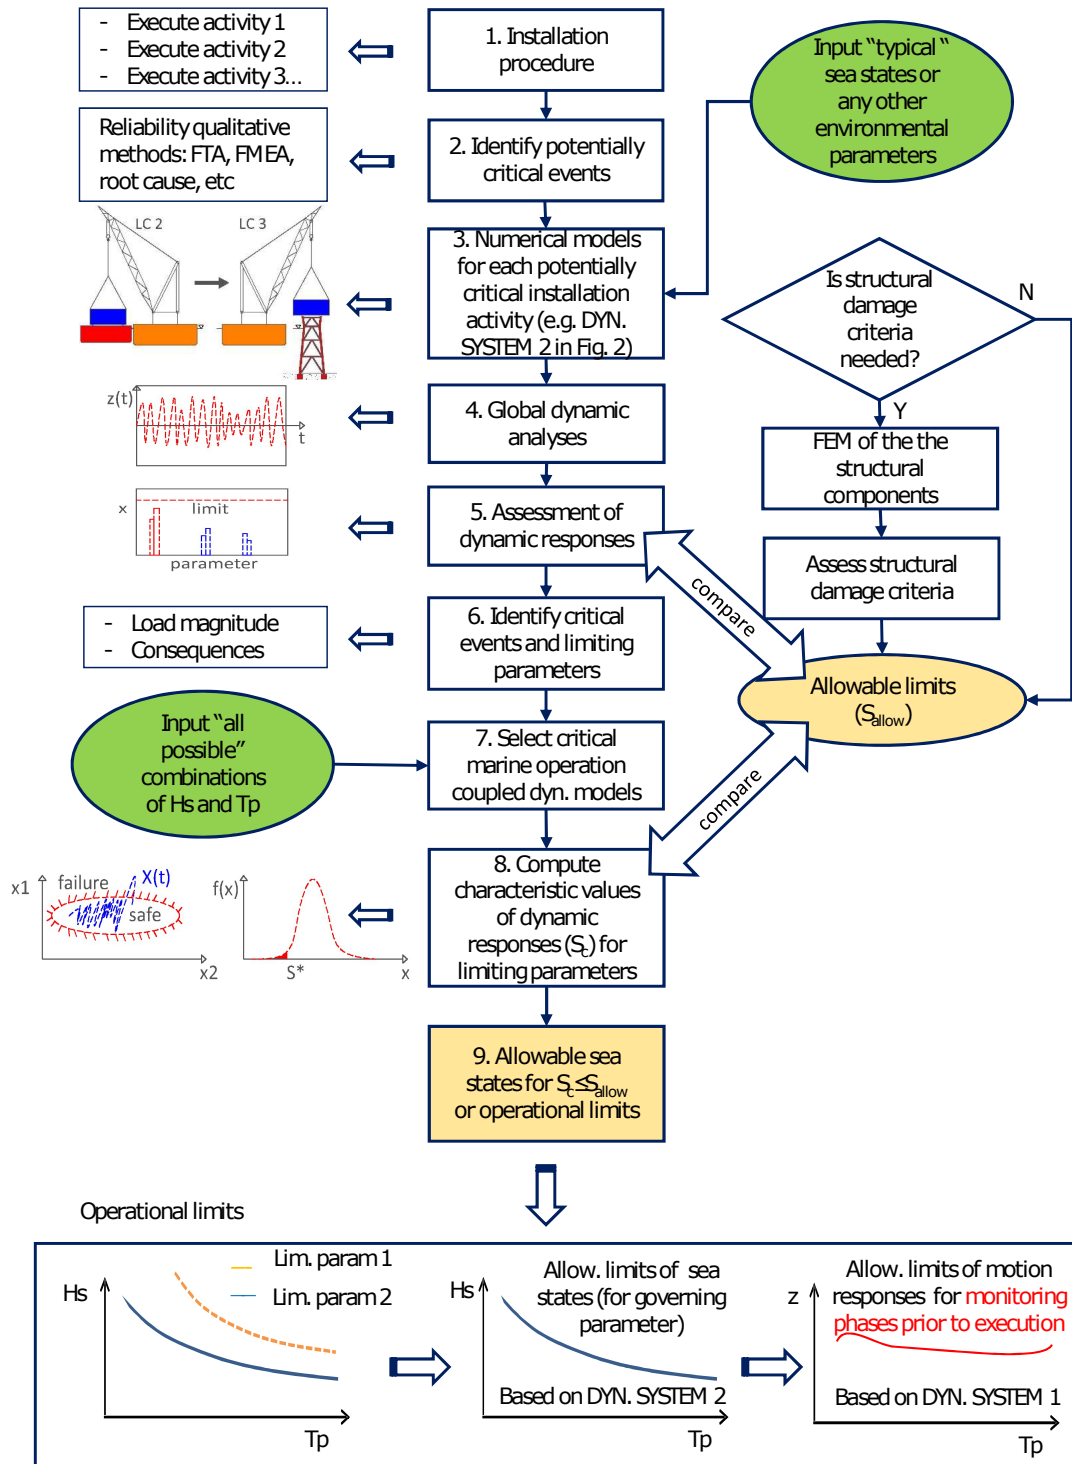 - Execute activity 1
- Execute activity 2
- Execute activity 3...
1. Installation
procedure
Input "typical"
sea states or
any other
environmental
parameters
Reliability qualitative
methods: FTA, FMEA,
root cause, etc
2. Identify potentially
critical events
LC 2
LC 3
3. Numerical models
for each potentially
critical installation
activity (e.g. DYN.
SYSTEM 2 in Fig. 2)
Is structural
damage
criteria
needed?
N
Y
z(t)
t
4. Global dynamic
analyses
FEM of the the
structural
components
x
limit
parameter
5. Assessment of
dynamic responses
Assess structural
damage criteria
compare
- Load magnitude
- Consequences
6. Identify critical
events and limiting
parameters
Allowable limits
(Sallow)
Input "all
possible"
combinations
of Hs and Tp
7. Select critical
marine operation
coupled dyn. models
compare
x1
failure
X(t)
safe
x2
f(x)
S*
x
8. Compute
characteristic values
of dynamic
responses (Sc) for
limiting parameters
9. Allowable sea
states for Sc≤Sallow
or operational limits
Operational limits
Hs
Lim. param 1
Lim. param 2
Tp
Hs
Allow. limits of sea
states (for governing
parameter)
Based on DYN. SYSTEM 2
Tp
z
Allow. limits of motion
responses for monitoring
phases prior to execution
Based on DYN. SYSTEM 1
Tp